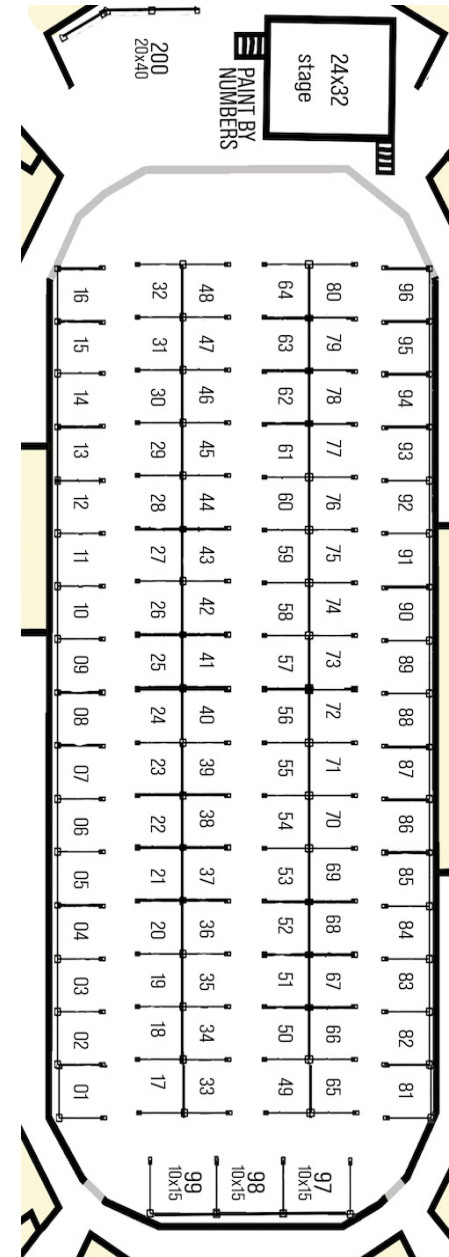 200
20x40
PAINT BY
NUMBERS
24x32
stage
16 32 48 64 80 96
15 31 47 63 79 95
14 30 46 62 78 94
13 29 45 61 77 93
12 28 44 60 76 92
11 27 43 59 75 91
10 26 42 58 74 90
09 25 41 57 73 89
08 24 40 56 72 88
07 23 39 55 71 87
06 22 38 54 70 86
05 21 37 53 69 85
04 20 36 52 68 84
03 19 35 51 67 83
02 18 34 50 66 82
01 17 33 49 65 81
99
10x15
98
10x15
97
10x15